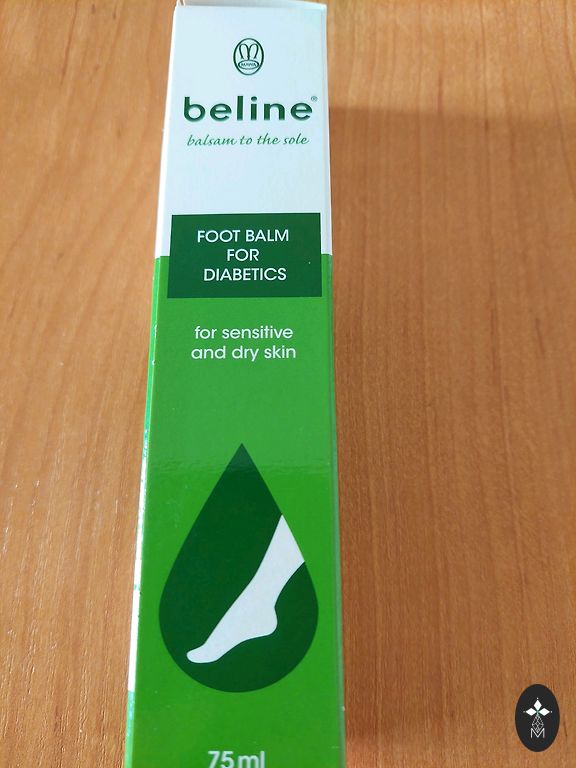 beline®
balsam to the sole
FOOT BALM
FOR
DIABETICS
for sensitive
and dry skin
75ml
M